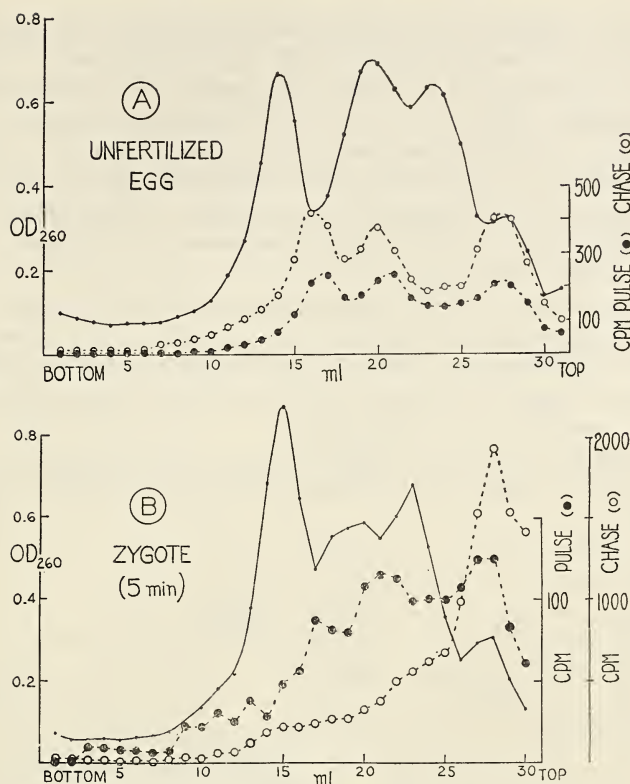 0.8
0.6
0.4
OD260
0.2
A
UNFERTILIZED
EGG
500
300
100
CPM PULSE (●) CHASE (o)
BOTTOM 5 10 15 20 25 30 TOP
ml
0.8
0.6
OD260
0.4
0.2
B
ZYGOTE
(5 min)
100
CPM PULSE (●)
2000
1000
CPM CHASE (o)
BOTTOM 5 10 15 20 25 30 TOP
ml